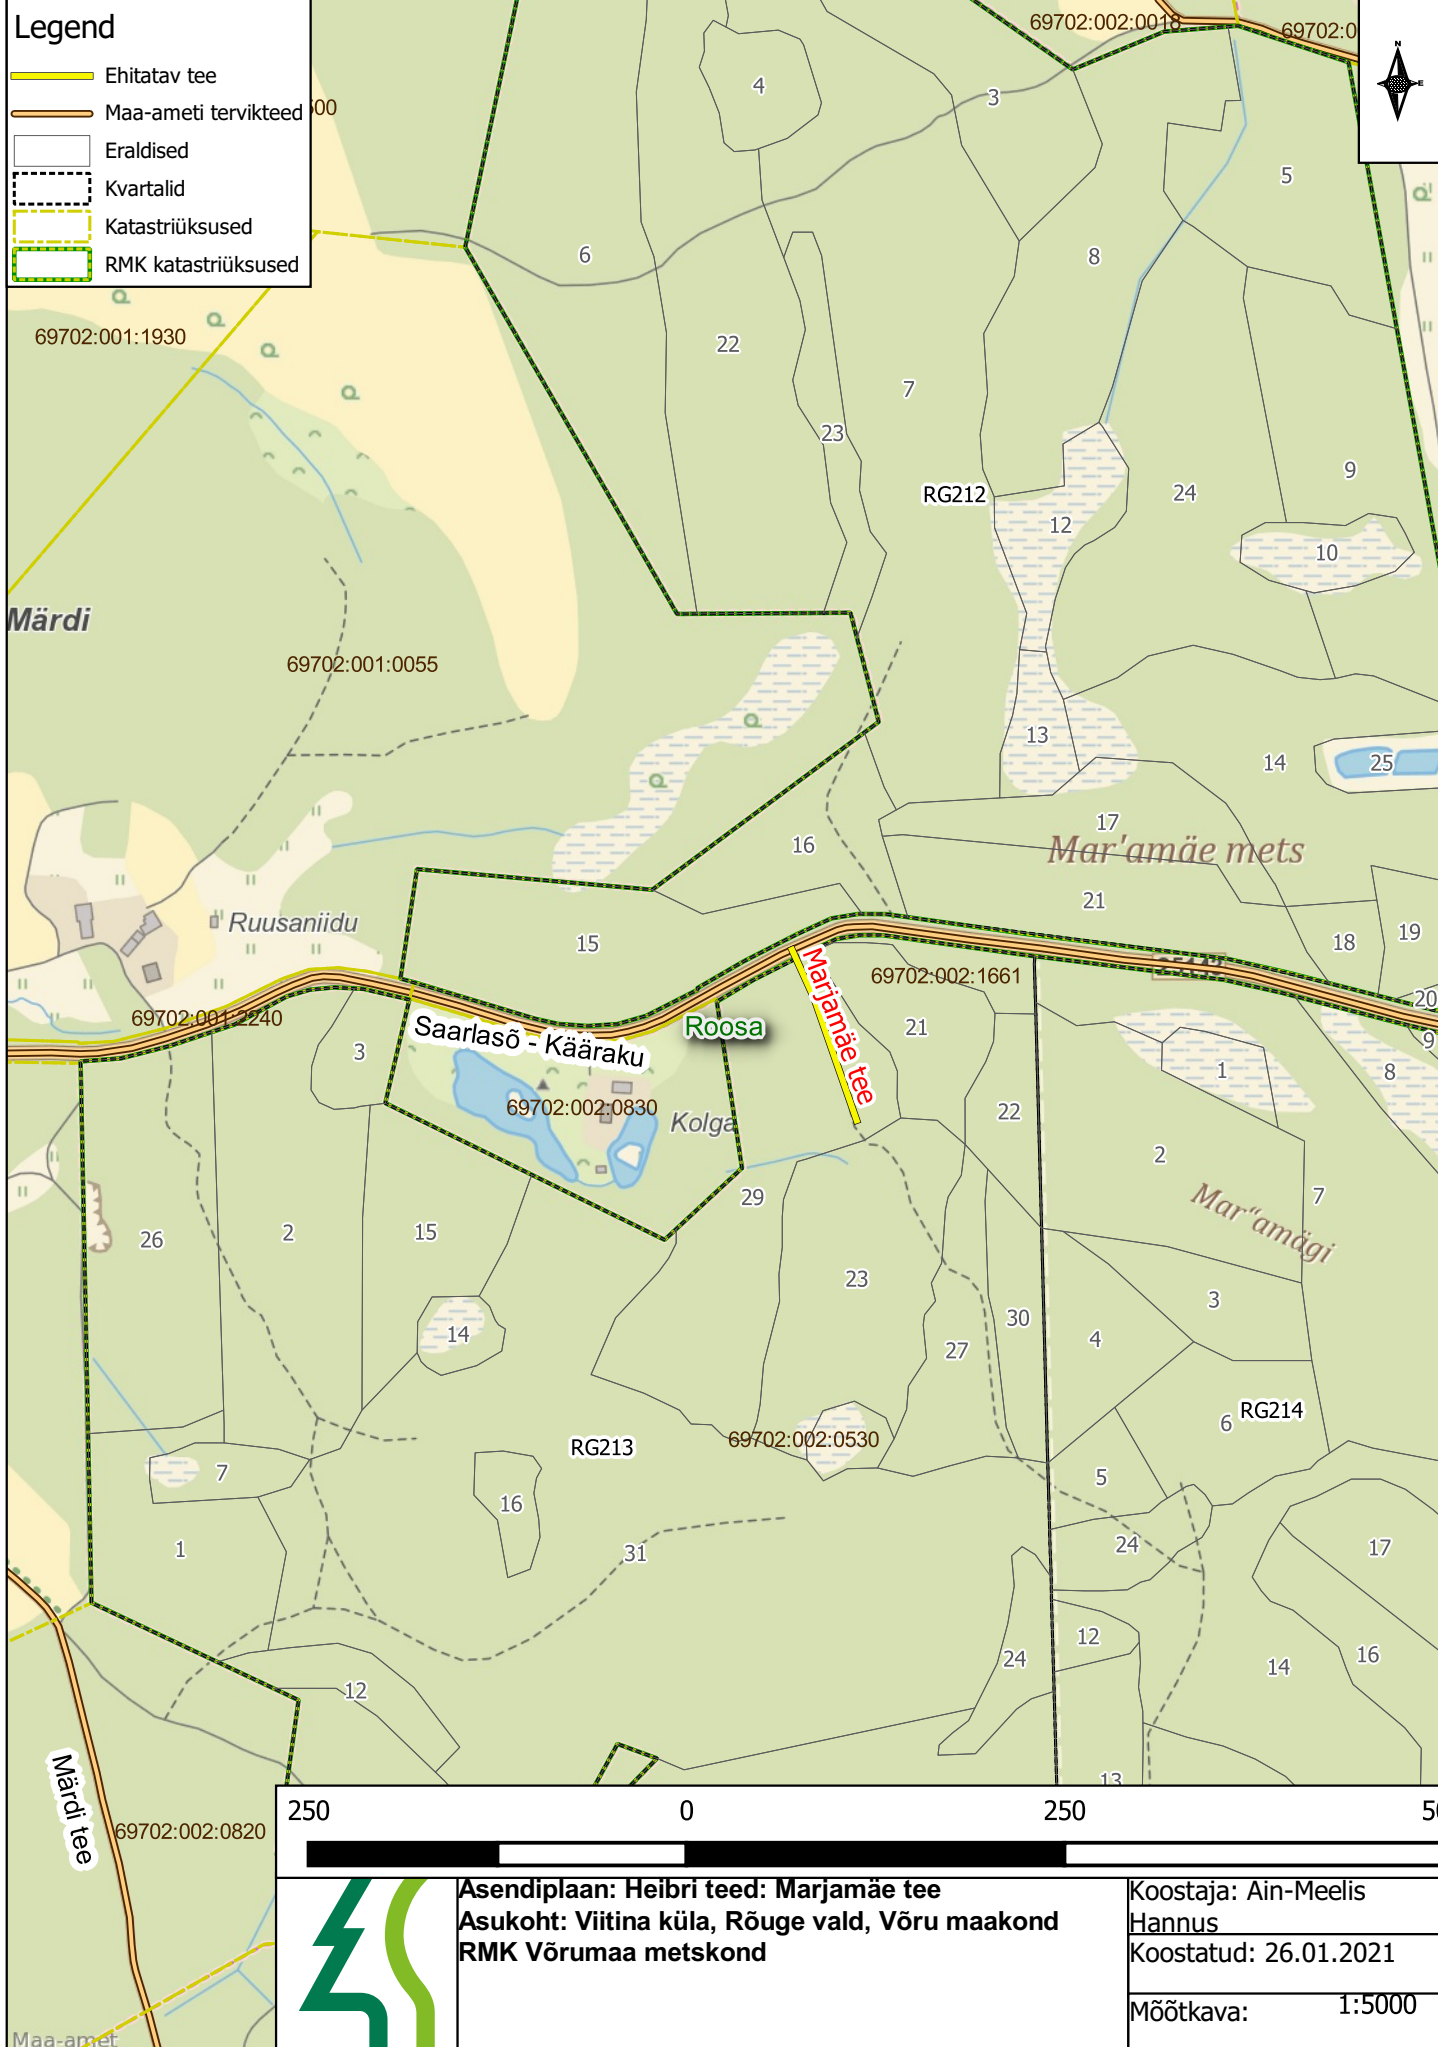 Legend
Ehitatav tee
Maa-ameti tervikteed
Eraldised
Kvartalid
Katastriüksused
RMK katastriüksused
69702:002:0018
69702:0
N
E
4
3
5
6
8
22
7
23
9
24
10
12
RG212
69702:001:1930
Märdi
69702:001:0055
13
14
25
16
17
Mar'amäe mets
21
15
18
19
20
Ruusaniidu
69702:001:2240
Saarlasõ - Kääraku
Roosa
Marjamäe tee
69702:002:1661
21
3
69702:002:0830
Kolga
22
1
8
9
2
7
Mar"amägi
26
2
15
29
23
30
3
4
14
27
RG213
69702:002:0530
6
RG214
7
5
16
1
31
24
17
24
12
14
16
12
13
Märdi tee
69702:002:0820
250
0
250
Asendiplaan: Heibri teed: Marjamäe tee
Asukoht: Viitina küla, Rõuge vald, Võru maakond
RMK Võrumaa metskond
Koostaja: Ain-Meelis
Hannus
Koostatud: 26.01.2021
Mõõtkava:
1:5000
Maa-amet